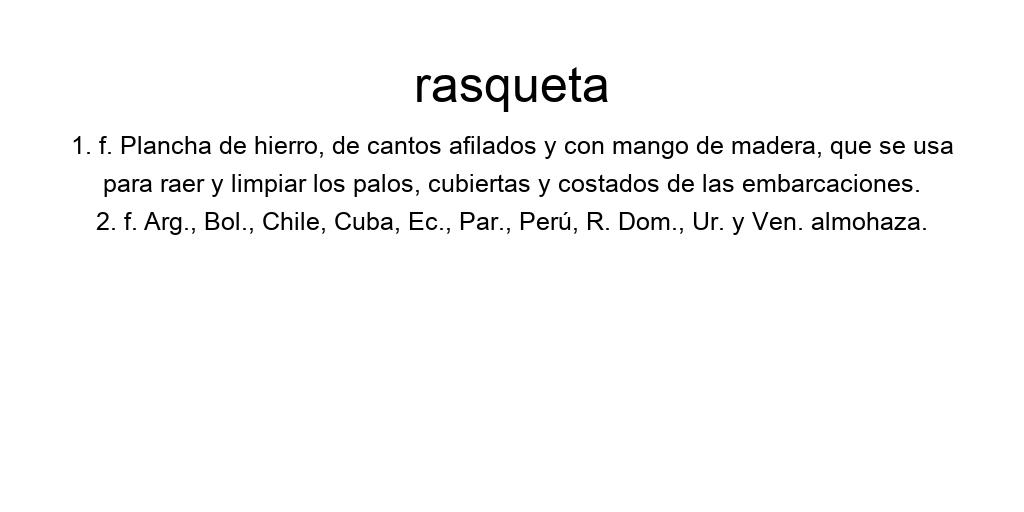 rasqueta
1. f. Plancha de hierro, de cantos afilados y con mango de madera, que se usa
para raer y limpiar los palos, cubiertas y costados de las embarcaciones.
2. f. Arg., Bol., Chile, Cuba, Ec., Par., Perú, R. Dom., Ur. y Ven. almohaza.